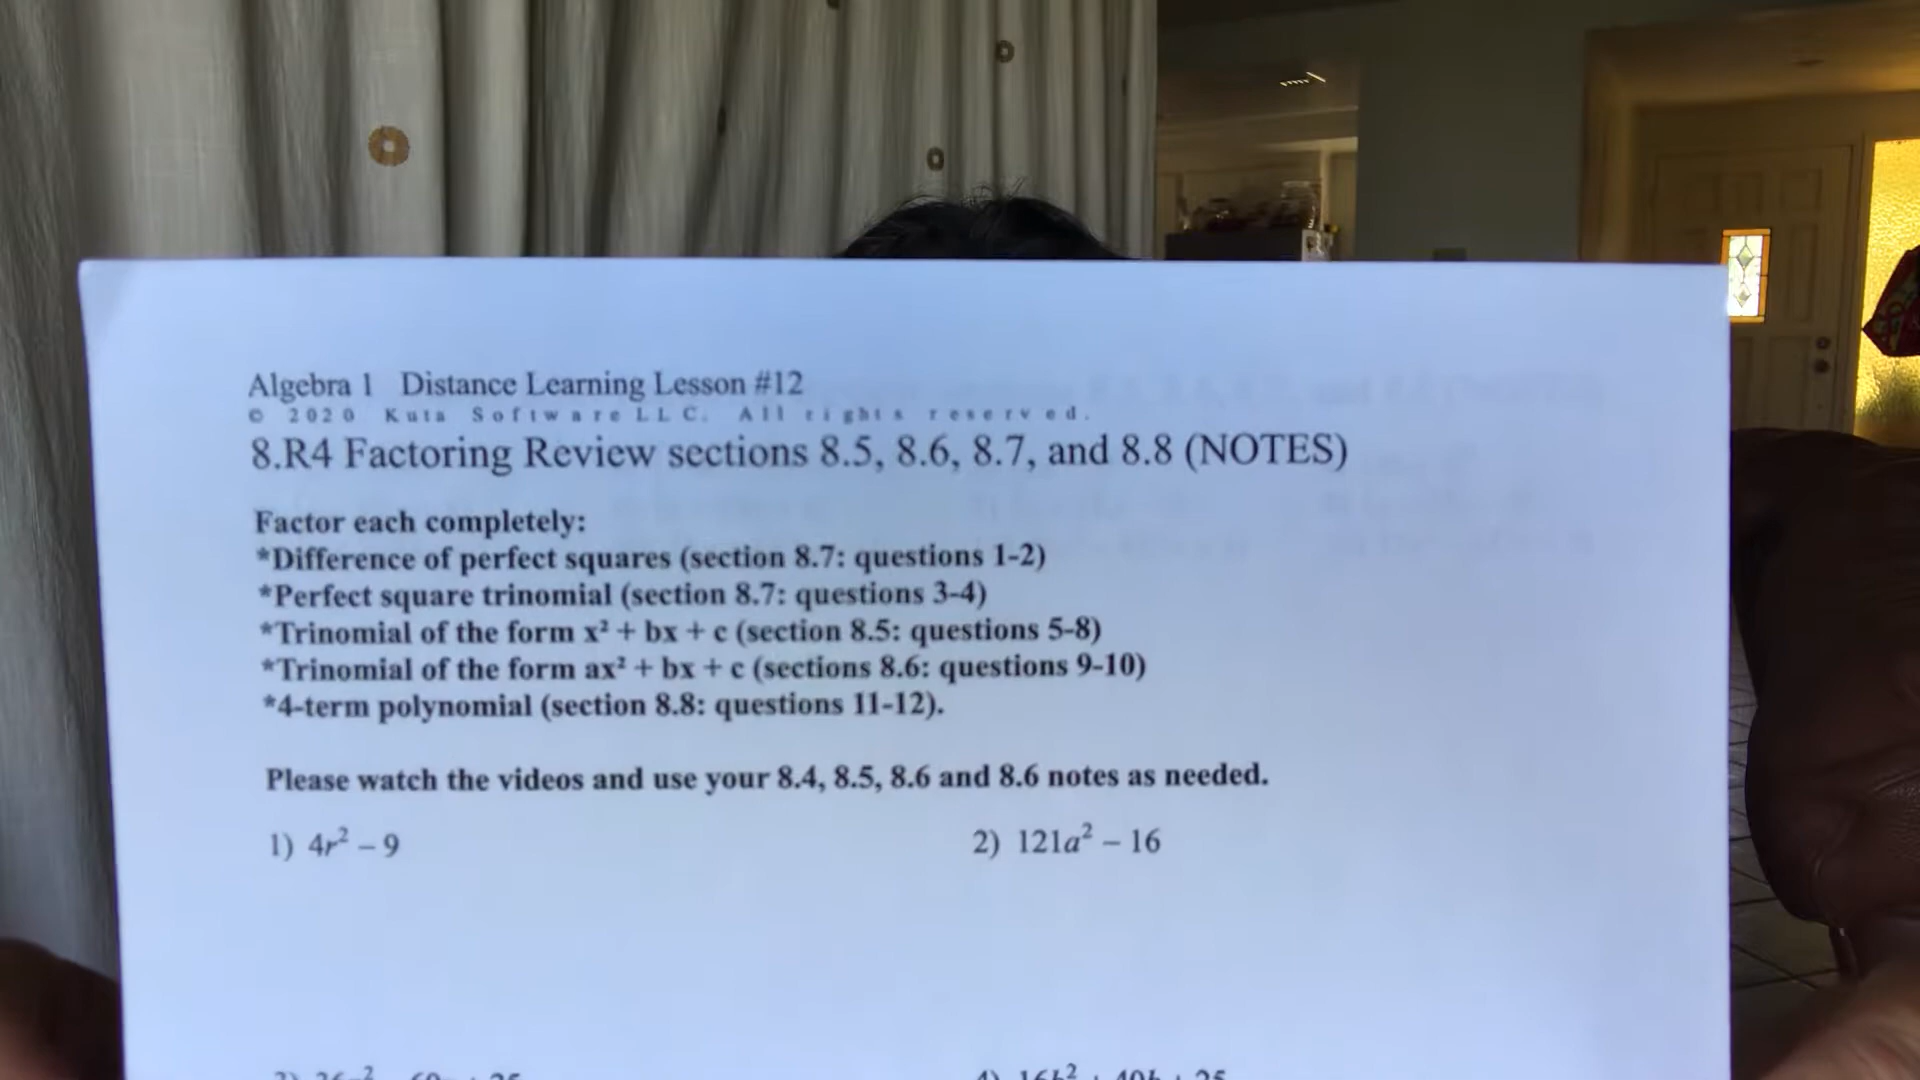 Algebra 1 Distance Learning Lesson #12
© 2020 Kuta Software LLC. All rights reserved.
8.R4 Factoring Review sections 8.5, 8.6, 8.7, and 8.8 (NOTES)
Factor each completely:
*Difference of perfect squares (section 8.7: questions 1-2)
*Perfect square trinomial (section 8.7: questions 3-4)
*Trinomial of the form x² + bx + c (section 8.5: questions 5-8)
*Trinomial of the form ax² + bx + c (sections 8.6: questions 9-10)
*4-term polynomial (section 8.8: questions 11-12).
Please watch the videos and use your 8.4, 8.5, 8.6 and 8.6 notes as needed.
1) 4r² – 9 2) 121a² – 16